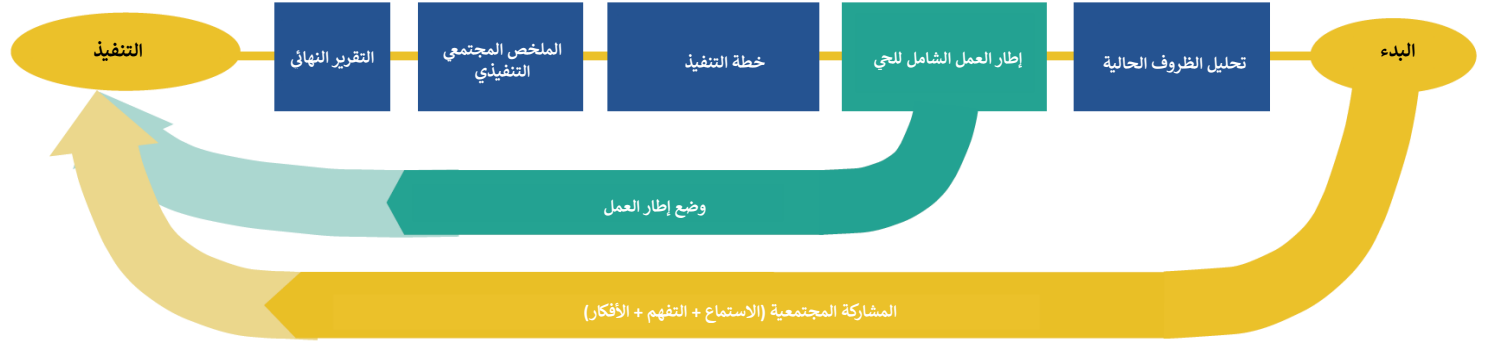 البدء
تحليل الظروف الحالية
إطار العمل الشامل للحي
خطة التنفيذ
الملخص المجتمعي
التنفيذي
التقرير النهائى
التنفيذ
وضع إطار العمل
المشاركة المجتمعية (الاستماع + التفهم + الأفكار)